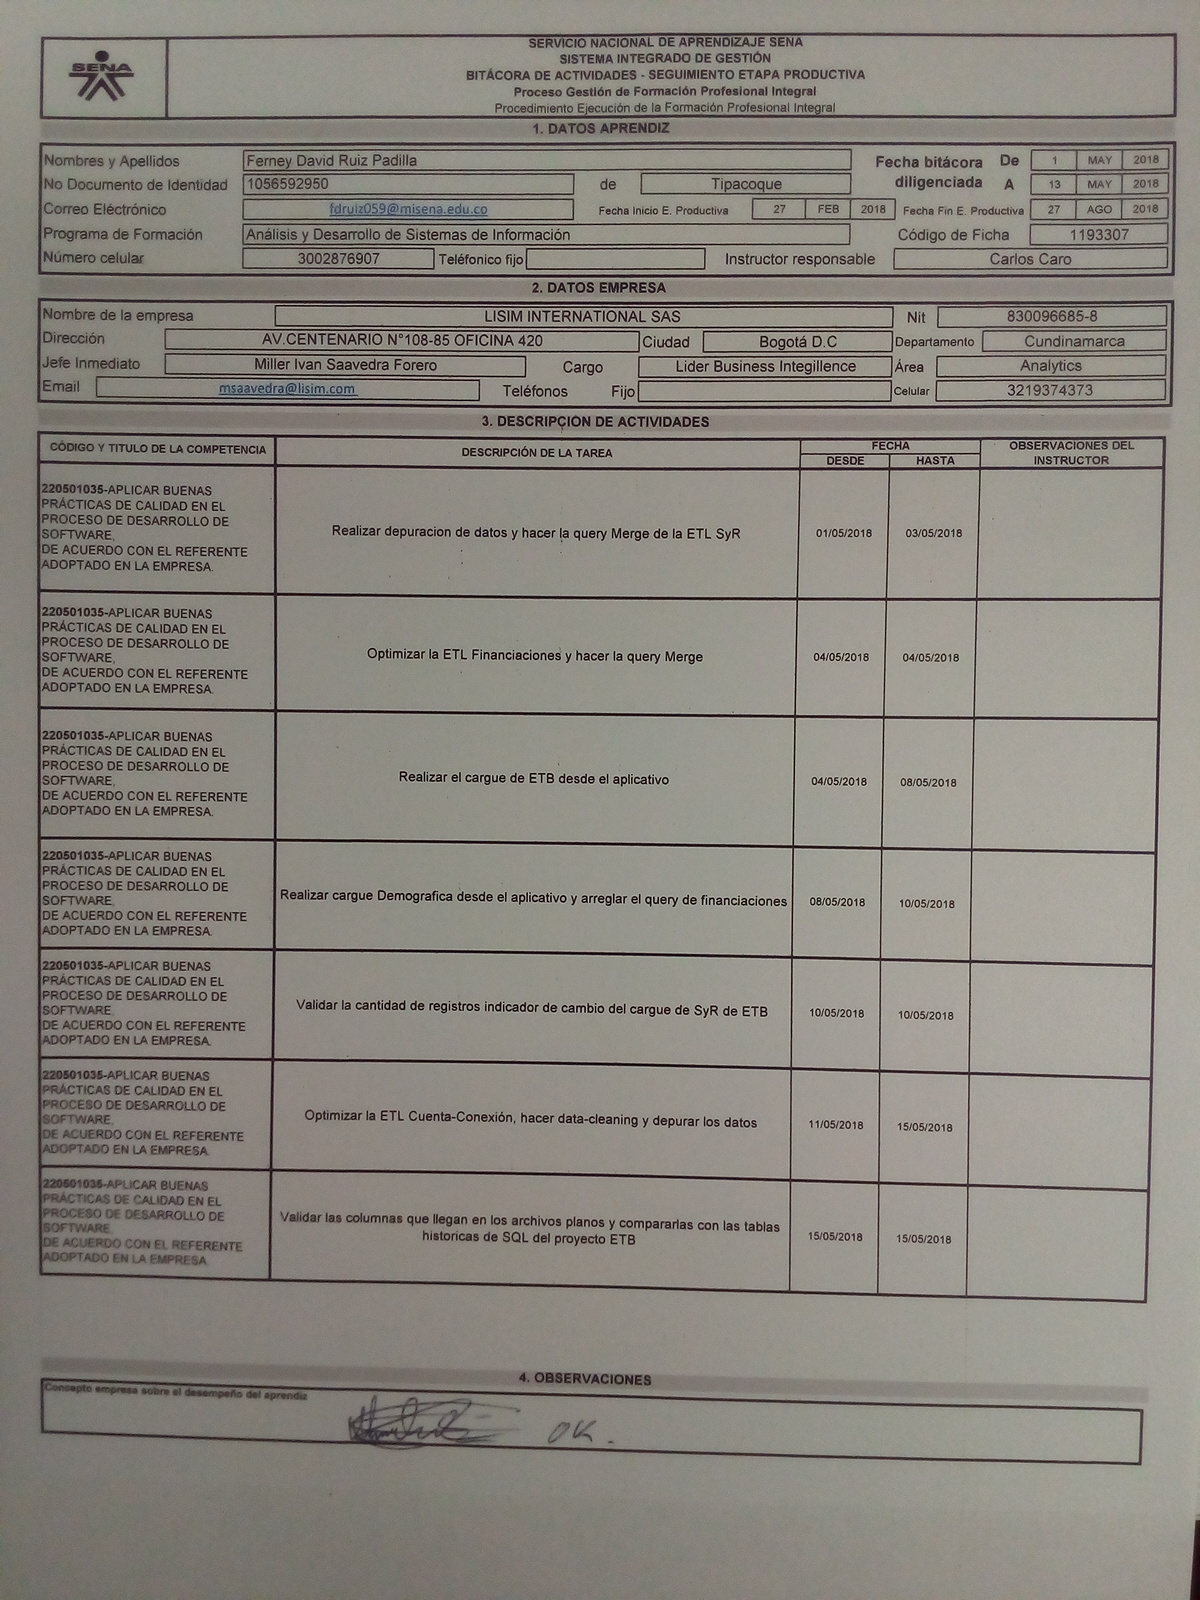 SENA
SERVICIO NACIONAL DE APRENDIZAJE SENA
SISTEMA INTEGRADO DE GESTIÓN
BITÁCORA DE ACTIVIDADES - SEGUIMIENTO ETAPA PRODUCTIVA
Proceso Gestión de Formación Profesional Integral
Procedimiento Ejecución de la Formación Profesional Integral
1. DATOS APRENDIZ
Nombres y Apellidos Ferney David Ruiz Padilla Fecha bitácora De 1 MAY 2018
No Documento de Identidad 1056592950 de Tipacoque diligenciada A 13 MAY 2018
Correo Eléctrónico fdruiz059@misena.edu.co Fecha Inicio E. Productiva 27 FEB 2018 Fecha Fin E. Productiva 27 AGO 2018
Programa de Formación Análisis y Desarrollo de Sistemas de Información Código de Ficha 1193307
Número celular 3002876907 Teléfonico fijo Instructor responsable Carlos Caro
2. DATOS EMPRESA
Nombre de la empresa LISIM INTERNATIONAL SAS Nit 830096685-8
Dirección AV.CENTENARIO N°108-85 OFICINA 420 Ciudad Bogotá D.C Departamento Cundinamarca
Jefe Inmediato Miller Ivan Saavedra Forero Cargo Lider Business Integillence Área Analytics
Email msaavedra@lisim.com Teléfonos Fijo Celular 3219374373
3. DESCRIPCIÓN DE ACTIVIDADES
CÓDIGO Y TITULO DE LA COMPETENCIA DESCRIPCIÓN DE LA TAREA FECHA OBSERVACIONES DEL
DESDE HASTA INSTRUCTOR
220501035-APLICAR BUENAS
PRÁCTICAS DE CALIDAD EN EL
PROCESO DE DESARROLLO DE
SOFTWARE,
DE ACUERDO CON EL REFERENTE
ADOPTADO EN LA EMPRESA.
Realizar depuracion de datos y hacer la query Merge de la ETL SyR 01/05/2018 03/05/2018
220501035-APLICAR BUENAS
PRÁCTICAS DE CALIDAD EN EL
PROCESO DE DESARROLLO DE
SOFTWARE,
DE ACUERDO CON EL REFERENTE
ADOPTADO EN LA EMPRESA.
Optimizar la ETL Financiaciones y hacer la query Merge 04/05/2018 04/05/2018
220501035-APLICAR BUENAS
PRÁCTICAS DE CALIDAD EN EL
PROCESO DE DESARROLLO DE
SOFTWARE,
DE ACUERDO CON EL REFERENTE
ADOPTADO EN LA EMPRESA.
Realizar el cargue de ETB desde el aplicativo 04/05/2018 08/05/2018
220501035-APLICAR BUENAS
PRÁCTICAS DE CALIDAD EN EL
PROCESO DE DESARROLLO DE
SOFTWARE,
DE ACUERDO CON EL REFERENTE
ADOPTADO EN LA EMPRESA.
Realizar cargue Demografica desde el aplicativo y arreglar el query de financiaciones 08/05/2018 10/05/2018
220501035-APLICAR BUENAS
PRÁCTICAS DE CALIDAD EN EL
PROCESO DE DESARROLLO DE
SOFTWARE,
DE ACUERDO CON EL REFERENTE
ADOPTADO EN LA EMPRESA.
Validar la cantidad de registros indicador de cambio del cargue de SyR de ETB 10/05/2018 10/05/2018
220501035-APLICAR BUENAS
PRÁCTICAS DE CALIDAD EN EL
PROCESO DE DESARROLLO DE
SOFTWARE,
DE ACUERDO CON EL REFERENTE
ADOPTADO EN LA EMPRESA.
Optimizar la ETL Cuenta-Conexión, hacer data-cleaning y depurar los datos 11/05/2018 15/05/2018
220501035-APLICAR BUENAS
PRÁCTICAS DE CALIDAD EN EL
PROCESO DE DESARROLLO DE
SOFTWARE,
DE ACUERDO CON EL REFERENTE
ADOPTADO EN LA EMPRESA.
Validar las columnas que llegan en los archivos planos y compararlas con las tablas
historicas de SQL del proyecto ETB 15/05/2018 15/05/2018
4. OBSERVACIONES
Concepto empresa sobre el desempeño del aprendiz
OK.